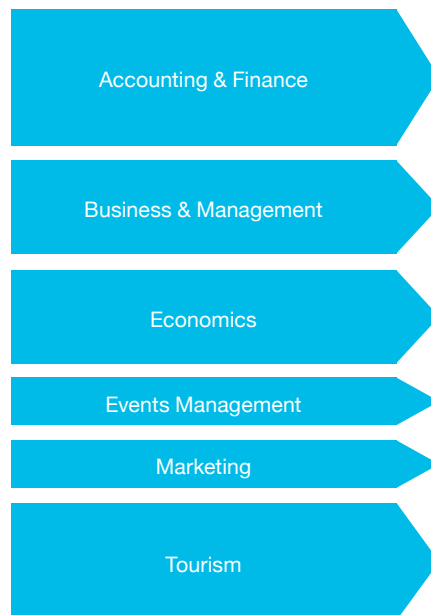 Accounting & Finance
Business & Management
Economics
Events Management
Marketing
Tourism